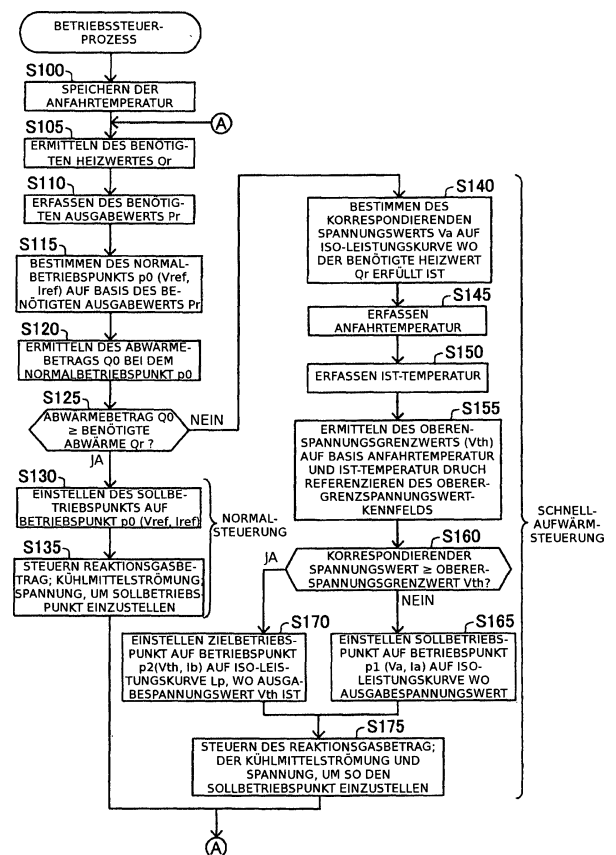 BETRIEBSSTEUER-
PROZESS
S100
SPEICHERN DER
ANFAHRTEMPERATUR
A
S105
ERMITTELN DES BENÖTIG-
TEN HEIZWERTES Qr
S110
ERFASSEN DES BENÖTIG-
TEN AUSGABEWERTS Pr
S115
BESTIMMEN DES NORMAL-
BETRIEBSPUNKTS p0 (Vref,
Iref) AUF BASIS DES BE-
NÖTIGTEN AUSGABEWERTS Pr
S120
ERMITTELN DES ABWÄRME-
BETRAGS Q0 BEI DEM
NORMALBETRIEBSPUNKT p0
S125
ABWÄRMEBETRAG Q0
≥ BENÖTIGTE
ABWÄRME Qr ?
NEIN
JA
S130
EINSTELLEN DES SOLLBE-
TRIEBSPUNKTS AUF
BETRIEBSPUNKT p0 (Vref, Iref)
S135
STEUERN REAKTIONSGASBE-
TRAG; KÜHLMITTELSTRÖMUNG
SPANNUNG, UM SOLLBETRIEBS-
PUNKT EINZUSTELLEN
NORMAL-
STEUERUNG
S140
BESTIMMEN DES
KORRESPONDIERENDEN
SPANNUNGSWERTS Va AUF
ISO-LEISTUNGSKURVE WO
DER BENÖTIGTE HEIZWERT
Qr ERFÜLLT IST
S145
ERFASSEN
ANFAHRTEMPERATUR
S150
ERFASSEN IST-TEMPERATUR
S155
ERMITTELN DES OBEREN-
SPANNUNGSGRENZWERTS (Vth)
AUF BASIS ANFAHRTEMPERATUR
UND IST-TEMPERATUR DRUCH
REFERENZIEREN DES OBERER-
GRENZSPANNUNGSWERT-
KENNFELDS
S160
KORRESPONDIERENDER
SPANNUNGSWERT ≥ OBERER-
SPANNUNGSGRENZWERT Vth?
JA
NEIN
S170
EINSTELLEN ZIELBETRIEBS-
PUNKT AUF BETRIEBSPUNKT
p2(Vth, Ib) AUF ISO-LEIS-
TUNGSKURVE Lp, WO AUSGA-
BESPANNUNGSWERT Vth IST
S165
EINSTELLEN SOLLBETRIEBS-
PUNKT AUF BETRIEBSPUNKT
p1 (Va, Ia) AUF ISO-
LEISTUNGSKURVE WO
AUSGABESPANNUNGSWERT
S175
STEUERN DES REAKTIONSGASBETRAG;
DER KÜHLMITTELSTRÖMUNG UND
SPANNUNG, UM SO DEN
SOLLBETRIEBSPUNKT EINZUSTELLEN
SCHNELL-
AUFWÄRM-
STEUERUNG
A